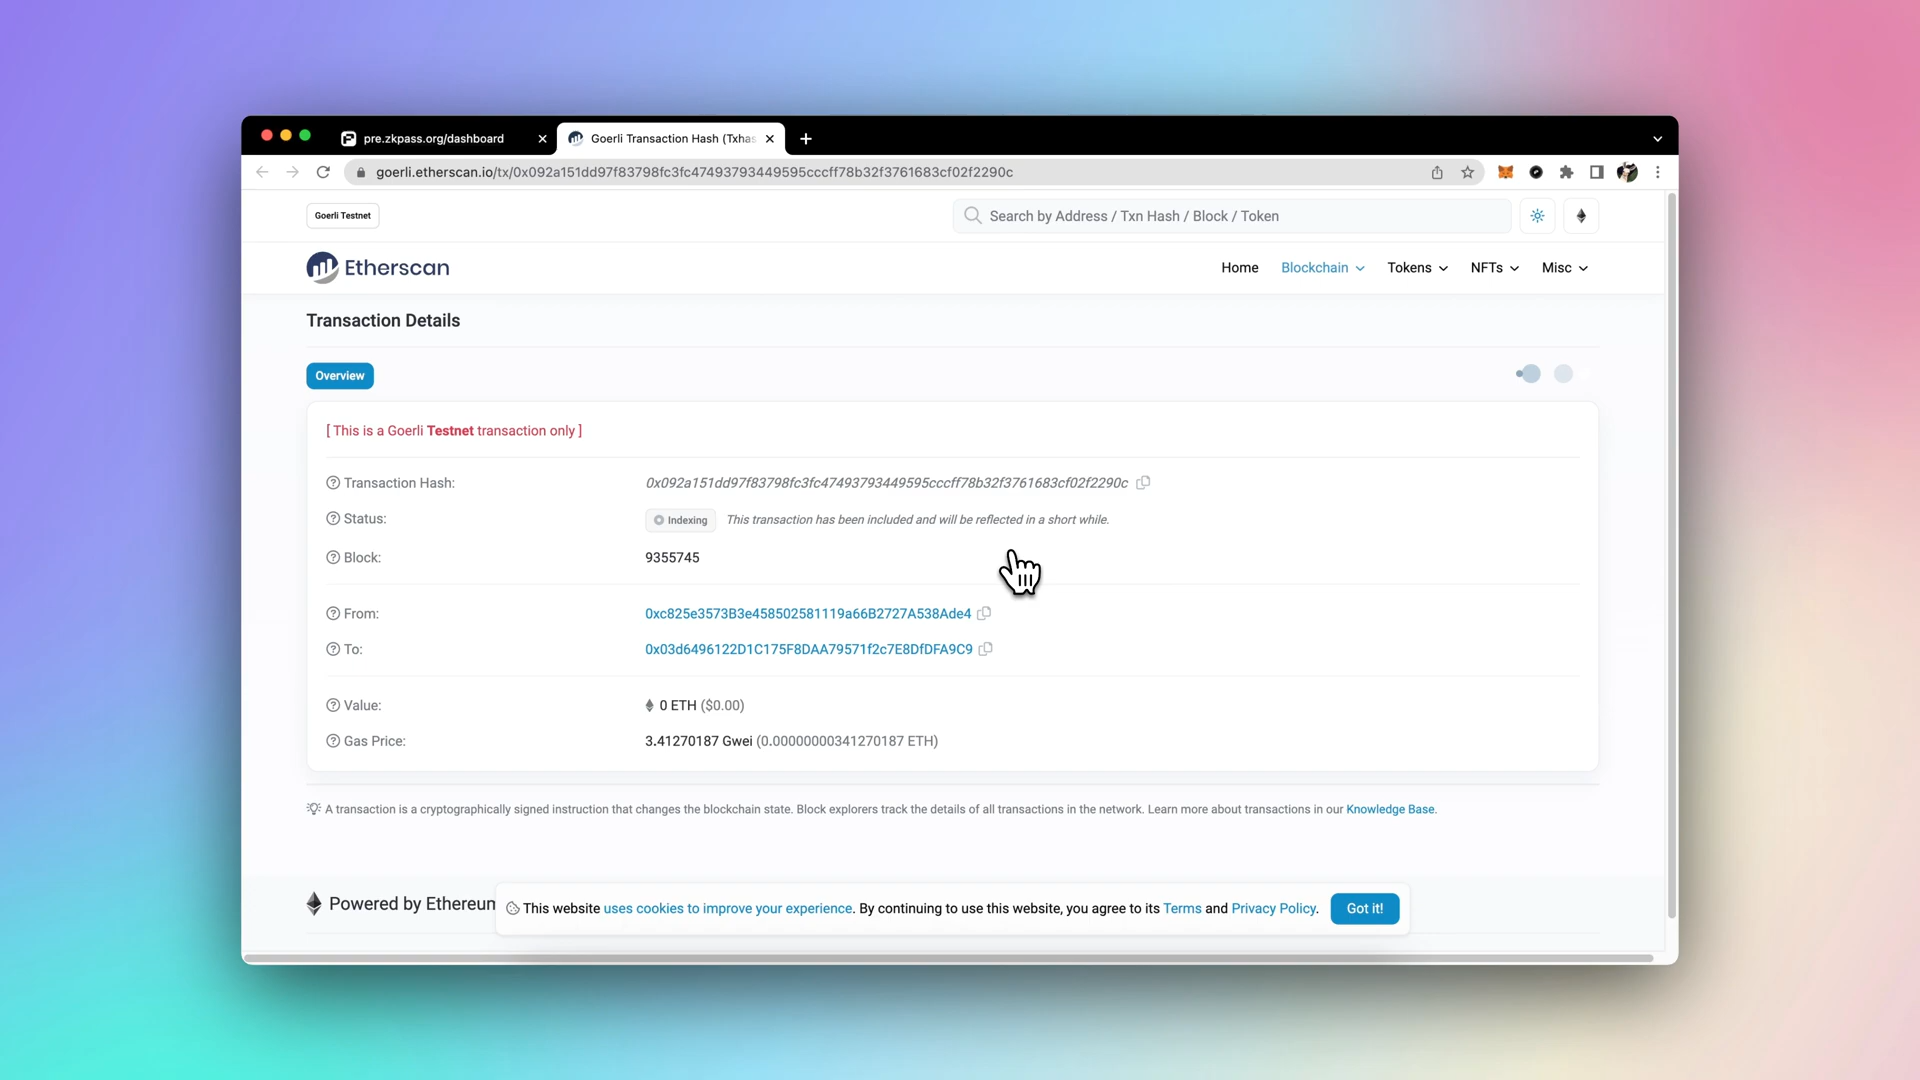 pre.zkpass.org/dashboard
Goerli Transaction Hash (Txhas
goerli.etherscan.io/tx/0x092a151dd97f83798fc3fc47493793449595cccff78b32f3761683cf02f2290c
Goerli Testnet
Search by Address / Txn Hash / Block / Token
Etherscan
Home Blockchain Tokens NFTs Misc
Transaction Details
Overview
[ This is a Goerli Testnet transaction only ]
Transaction Hash: 0x092a151dd97f83798fc3fc47493793449595cccff78b32f3761683cf02f2290c
Status: Indexing This transaction has been included and will be reflected in a short while.
Block: 9355745
From: 0xc825e3573B3e458502581119a66B2727A538Ade4
To: 0x03d6496122D1C175F8DAA79571f2c7E8DfDFA9C9
Value: 0 ETH ($0.00)
Gas Price: 3.41270187 Gwei (0.00000000341270187 ETH)
A transaction is a cryptographically signed instruction that changes the blockchain state. Block explorers track the details of all transactions in the network. Learn more about transactions in our Knowledge Base.
Powered by Ethereum
This website uses cookies to improve your experience. By continuing to use this website, you agree to its Terms and Privacy Policy. Got it!